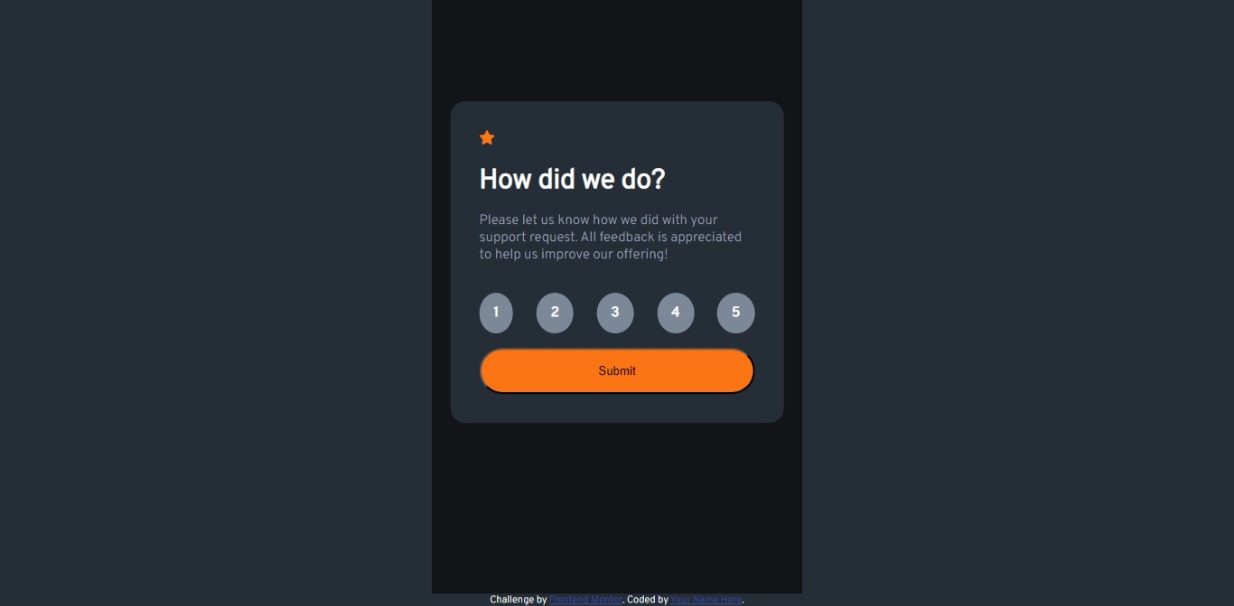 How did we do?
Please let us know how we did with your
support request. All feedback is appreciated
to help us improve our offering!
1 2 3 4 5
Submit
Challenge by Frontend Mentor. Coded by Your Name Here.